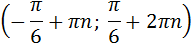 (-π/6 + πn; π/6 + 2πn)